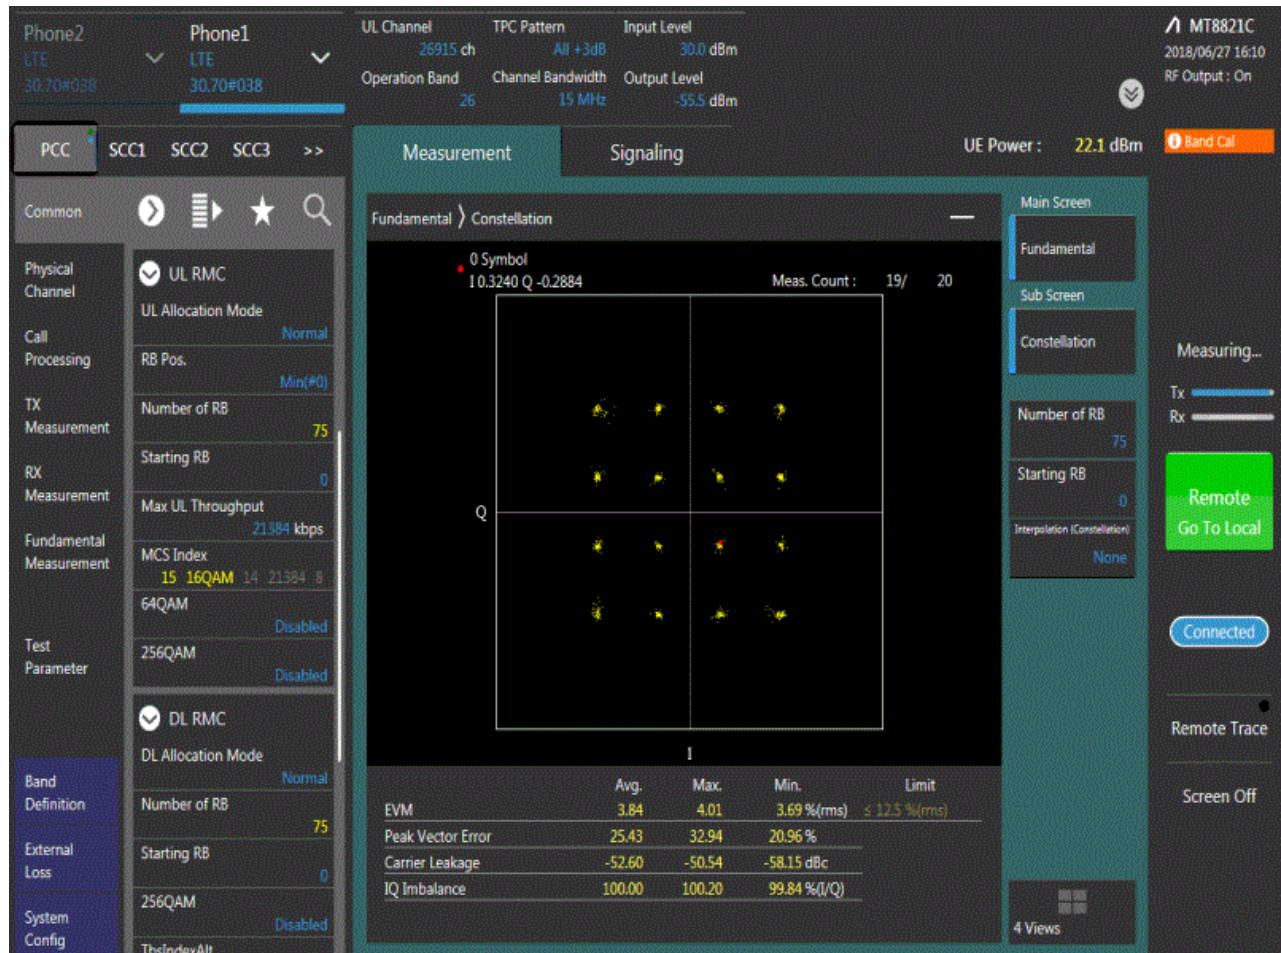 Phone2
LTE
30.70#038
Phone1
LTE
30.70#038
UL Channel
26915 ch
TPC Pattern
All +3dB
Input Level
30.0 dBm
Operation Band
26
Channel Bandwidth
15 MHz
Output Level
-55.5 dBm
MT8821C
2018/06/27 16:10
RF Output : On
PCC
SCC1
SCC2
SCC3
>>
Measurement
Signaling
UE Power : 22.1 dBm
Band Cal
Common
Physical
Channel
Call
Processing
TX
Measurement
RX
Measurement
Fundamental
Measurement
Test
Parameter
Band
Definition
External
Loss
System
Config
UL RMC
UL Allocation Mode
Normal
RB Pos.
Min(#0)
Number of RB
75
Starting RB
0
Max UL Throughput
21384 kbps
MCS Index
15 16QAM 14 21384 8
64QAM
Disabled
256QAM
Disabled
DL RMC
DL Allocation Mode
Normal
Number of RB
75
Starting RB
0
256QAM
Disabled
TbsIndexAlt
Fundamental 〉 Constellation
0 Symbol
I 0.3240 Q -0.2884
Meas. Count : 19/ 20
Q
I
Avg. Max. Min. Limit
EVM 3.84 4.01 3.69 %(rms) ≤ 12.5 %(rms)
Peak Vector Error 25.43 32.94 20.96 %
Carrier Leakage -52.60 -50.54 -58.15 dBc
IQ Imbalance 100.00 100.20 99.84 %(I/Q)
Main Screen
Fundamental
Sub Screen
Constellation
Number of RB
75
Starting RB
0
Interpolation (Constellation)
None
4 Views
Measuring...
Tx
Rx
Remote
Go To Local
Connected
Remote Trace
Screen Off